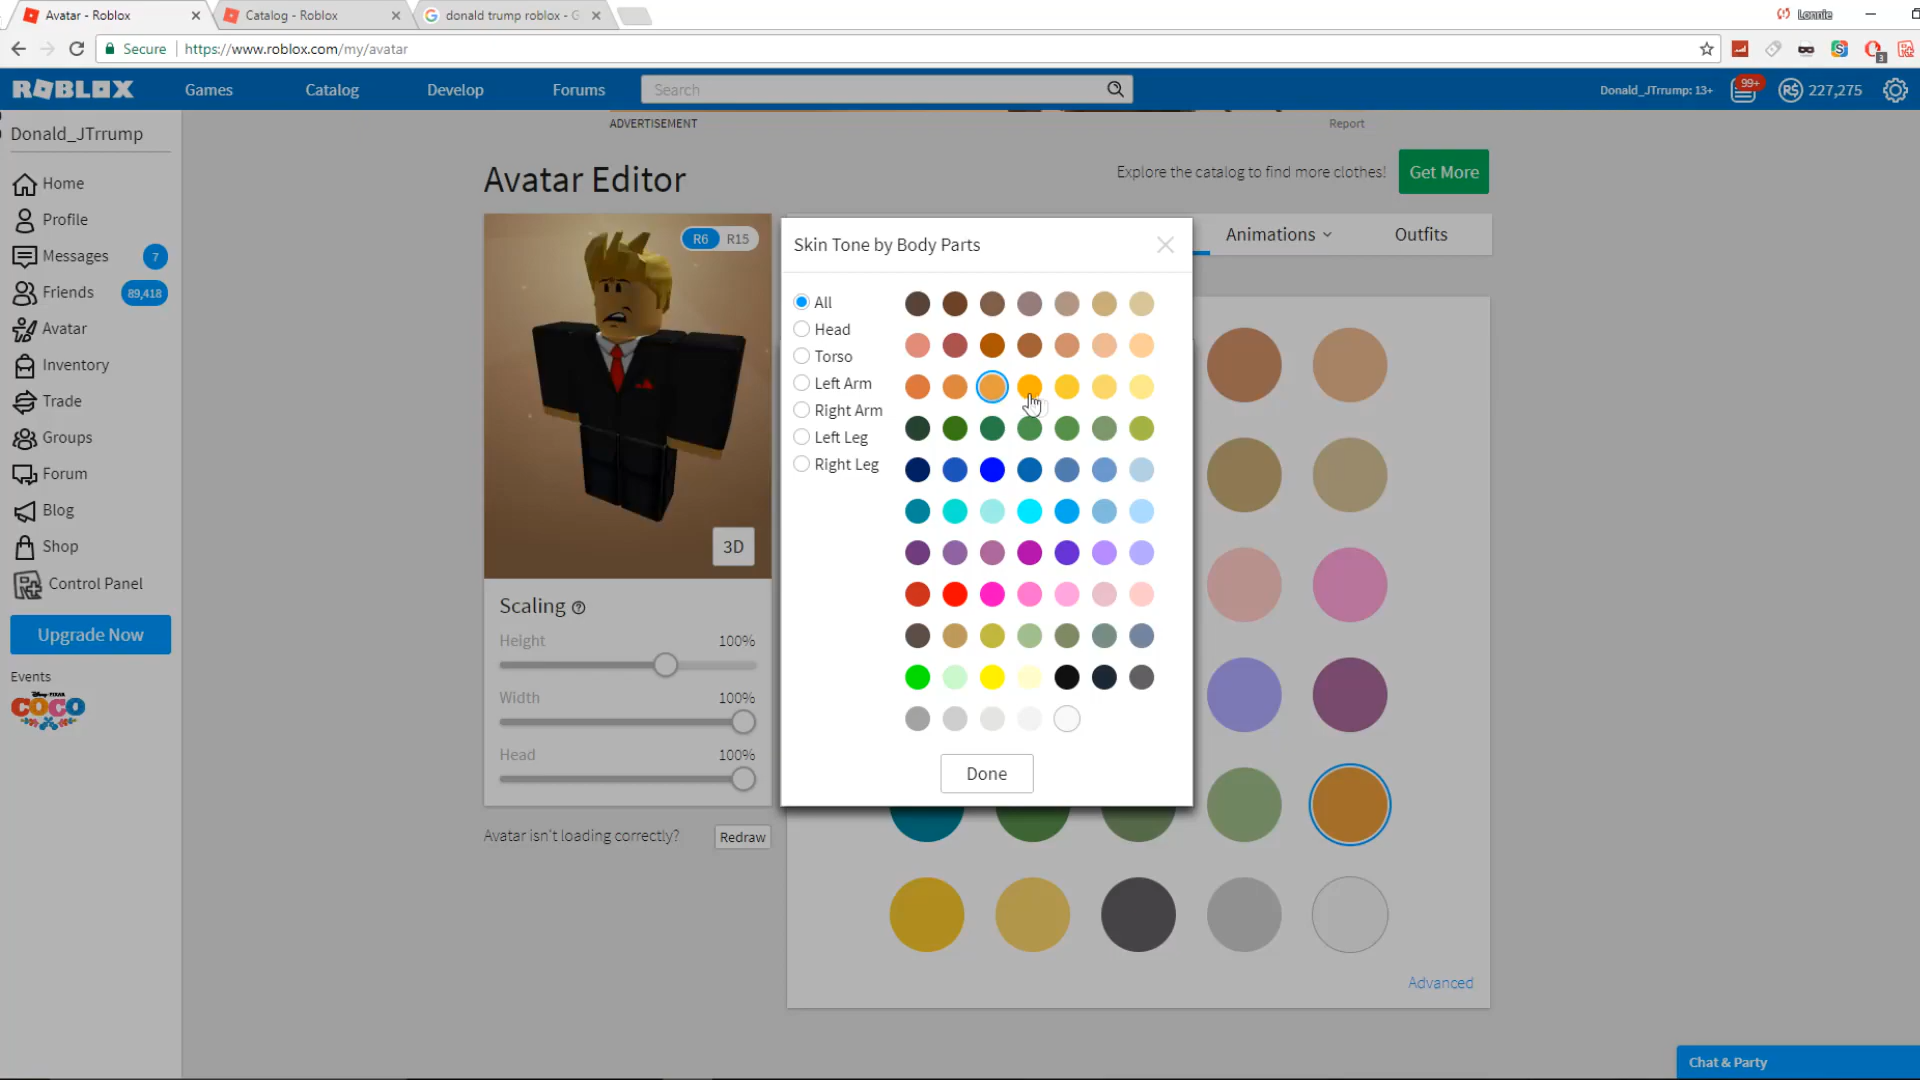 Avatar - Roblox
Catalog - Roblox
donald trump roblox - G
Lonnie
Secure
https://www.roblox.com/my/avatar
3
ROBLOX
Games
Catalog
Develop
Forums
Search
Donald_JTrrump: 13+
99+
R$
227,275
Donald_JTrrump
ADVERTISEMENT
Report
Home
Profile
Messages
7
Friends
89,418
Avatar
Inventory
Trade
Groups
Forum
Blog
Shop
Control Panel
Upgrade Now
Events
DISNEY PIXAR
COCO
Avatar Editor
Explore the catalog to find more clothes!
Get More
R6
R15
3D
Animations
Outfits
Scaling ?
Height
100%
Width
100%
Head
100%
Avatar isn't loading correctly?
Redraw
Skin Tone by Body Parts
All
Head
Torso
Left Arm
Right Arm
Left Leg
Right Leg
Done
Advanced
Chat & Party